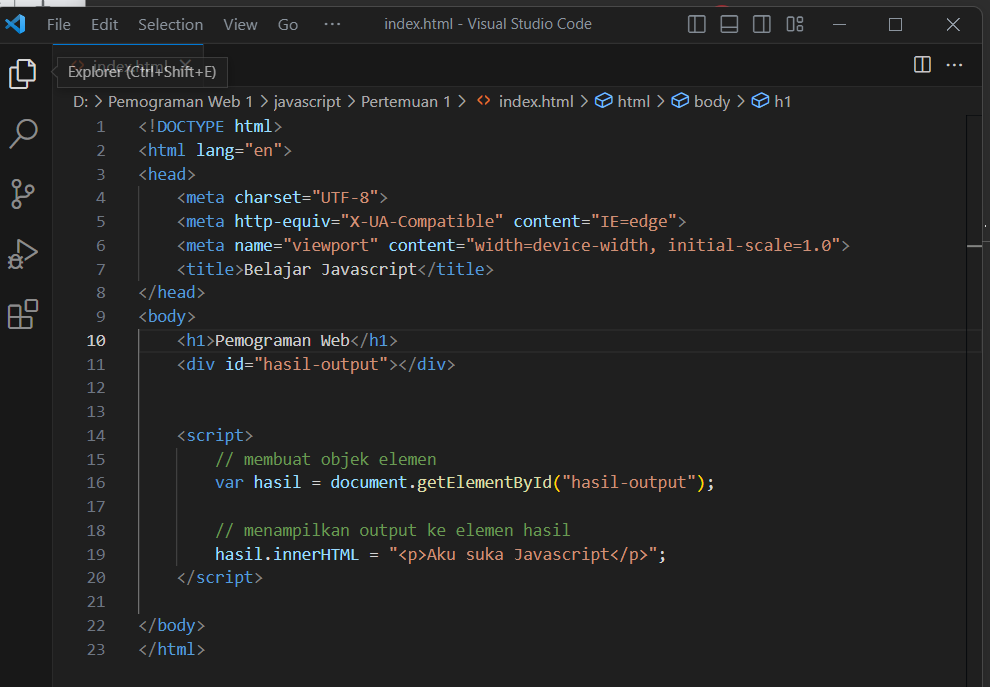 File Edit Selection View Go ··· index.html - Visual Studio Code
index.html
Explorer (Ctrl+Shift+E)
D: > Pemograman Web 1 > javascript > Pertemuan 1 > <> index.html > html > body > h1
1 <!DOCTYPE html>
2 <html lang="en">
3 <head>
4 <meta charset="UTF-8">
5 <meta http-equiv="X-UA-Compatible" content="IE=edge">
6 <meta name="viewport" content="width=device-width, initial-scale=1.0">
7 <title>Belajar Javascript</title>
8 </head>
9 <body>
10 <h1>Pemograman Web</h1>
11 <div id="hasil-output"></div>
12
13
14 <script>
15 // membuat objek elemen
16 var hasil = document.getElementById("hasil-output");
17
18 // menampilkan output ke elemen hasil
19 hasil.innerHTML = "<p>Aku suka Javascript</p>";
20 </script>
21
22 </body>
23 </html>